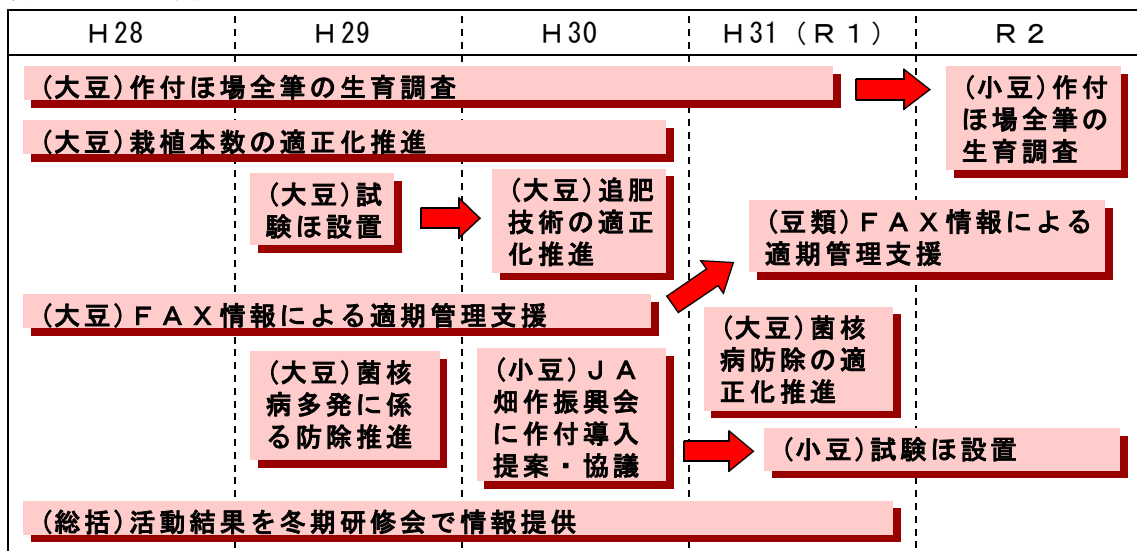 H28 H29 H30 H31(R1) R2
(大豆)作付ほ場全筆の生育調査
(小豆)作付
ほ場全筆の
生育調査
(大豆)栽植本数の適正化推進
(大豆)試
験ほ設置
(大豆)追肥
技術の適正
化推進
(豆類)FAX情報による
適期管理支援
(大豆)FAX情報による適期管理支援
(大豆)菌核
病防除の適
正化推進
(大豆)菌核
病多発に係
る防除推進
(小豆)JA
畑作振興会
に作付導入
提案・協議
(小豆)試験ほ設置
(総括)活動結果を冬期研修会で情報提供